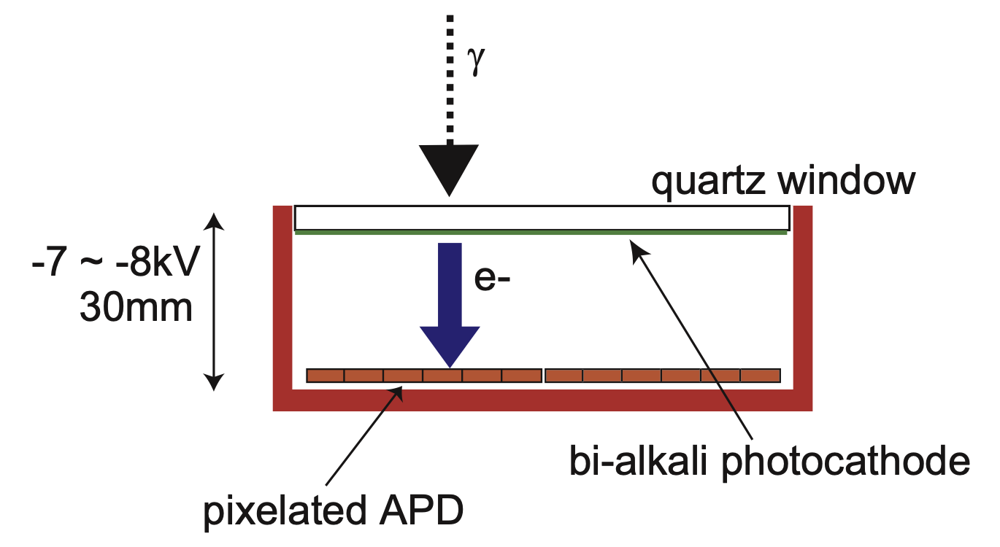 γ
quartz window
-7 ~ -8kV
30mm
e-
bi-alkali photocathode
pixelated APD